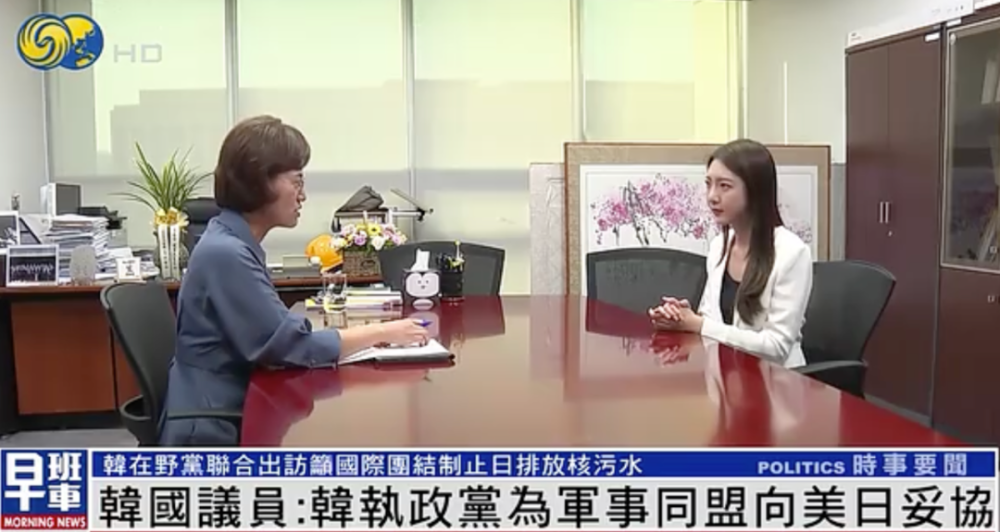 HD
早班車
MORNING NEWS
韓在野黨聯合出訪籲國際團結制止日排放核污水
POLITICS 時事要聞
韓國議員:韓執政黨為軍事同盟向美日妥協